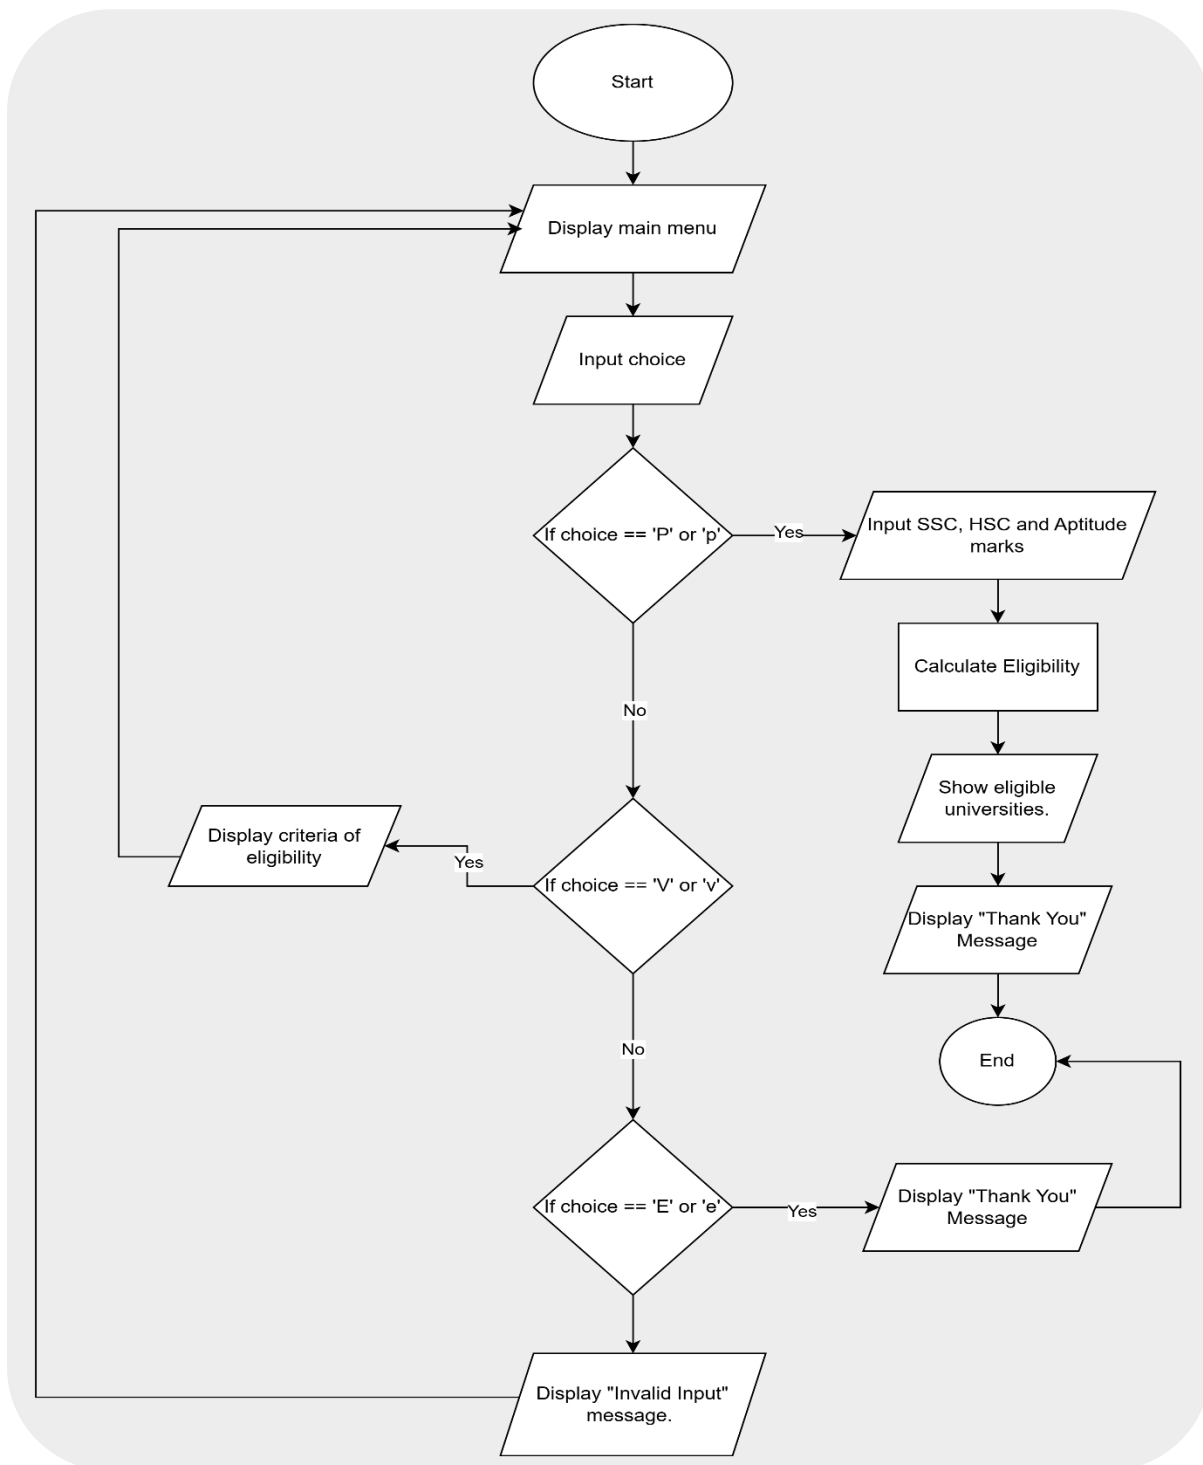 Start
Display main menu
Input choice
If choice == 'P' or 'p'
Yes
Input SSC, HSC and Aptitude
marks
Calculate Eligibility
No
Show eligible
universities.
Display criteria of
eligibility
Yes
If choice == 'V' or 'v'
Display "Thank You"
Message
No
End
If choice == 'E' or 'e'
Yes
Display "Thank You"
Message
Display "Invalid Input"
message.